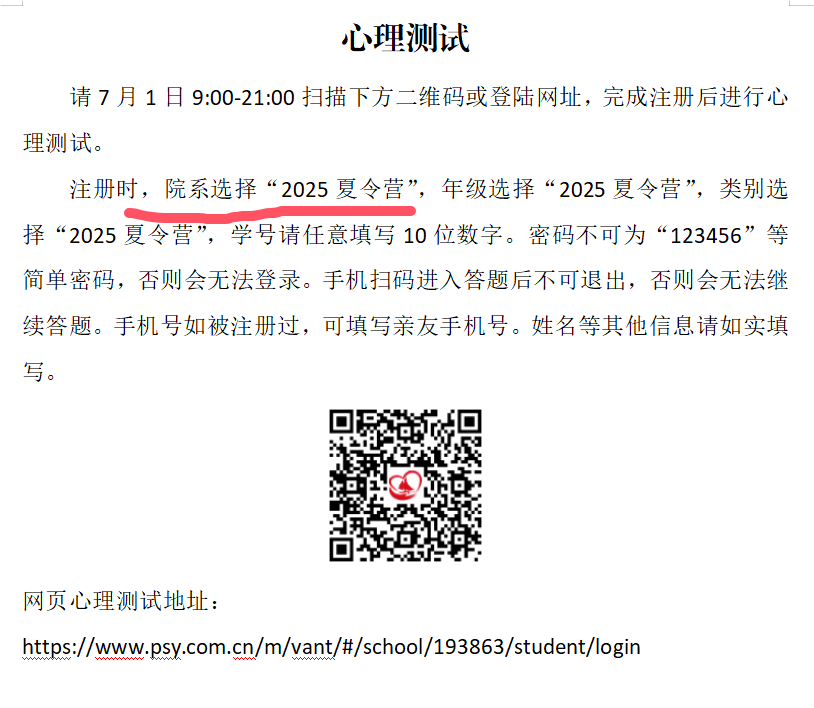 心理测试
请 7 月 1 日 9:00-21:00 扫描下方二维码或登陆网址，完成注册后进行心
理测试。
注册时，院系选择“2025 夏令营”，年级选择“2025 夏令营”，类别选
择“2025 夏令营”，学号请任意填写 10 位数字。密码不可为“123456”等
简单密码，否则会无法登录。手机扫码进入答题后不可退出，否则会无法继
续答题。手机号如被注册过，可填写亲友手机号。姓名等其他信息请如实填
写。
网页心理测试地址：
https://www.psy.com.cn/m/vant/#/school/193863/student/login